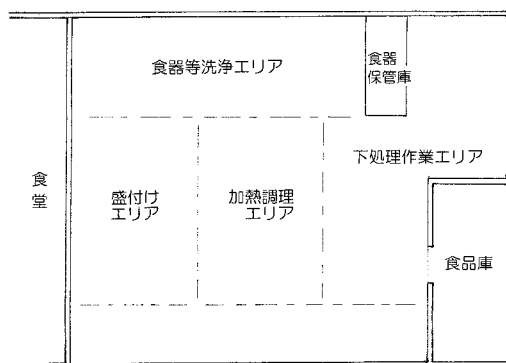 食器等洗浄エリア
食器
保管庫
下処理作業エリア
食堂
盛付け
エリア
加熱調理
エリア
食品庫